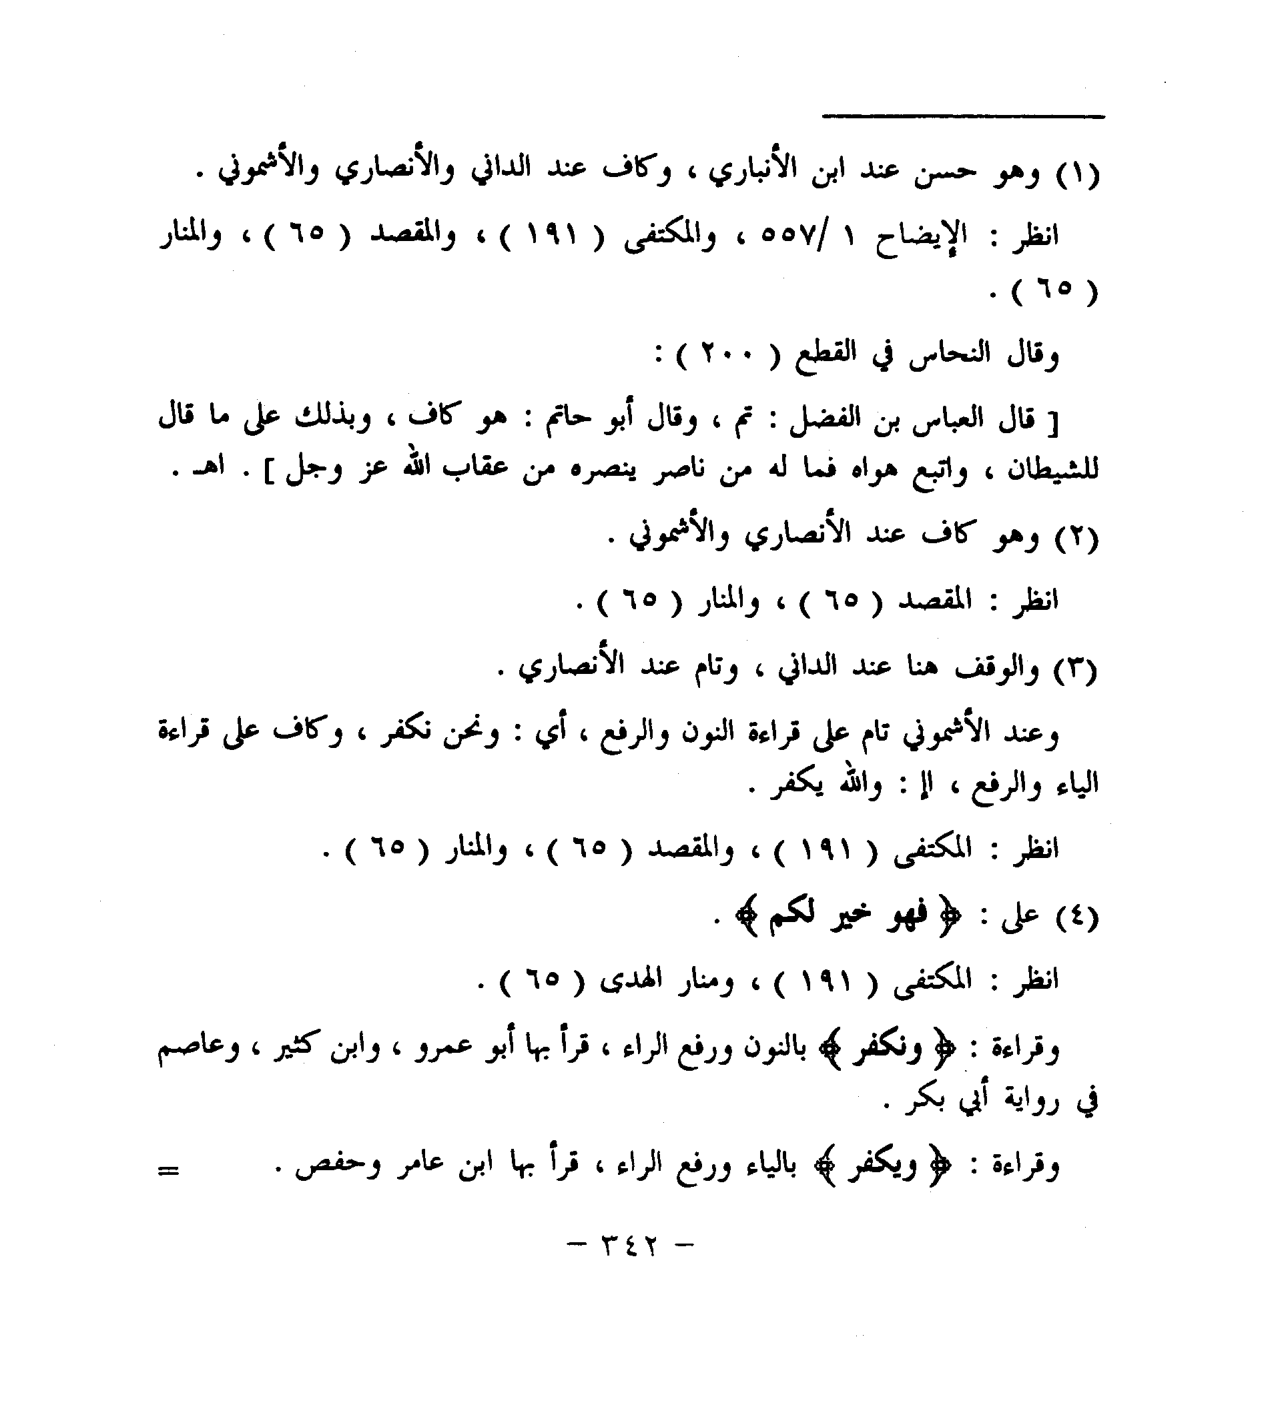 (١) وهو حسن عند ابن الأنباري ، وكاف عند الداني والأنصاري والأشموني .
انظر : الإيضاح ١ /٥٥٧ ، والمكتفى ( ١٩١ ) ، والمقصد ( ٦٥ ) ، والمنار
( ٦٥ ) .
وقال النحاس في القطع ( ٢٠٠ ) :
[ قال العباس بن الفضل : تم ، وقال أبو حاتم : هو كاف ، وبذلك على ما قال
للشيطان ، واتبع هواه فما له من ناصر ينصره من عقاب الله عز وجل ] . اهـ .
(٢) وهو كاف عند الأنصاري والأشموني .
انظر : المقصد ( ٦٥ ) ، والمنار ( ٦٥ ) .
(٣) والوقف هنا عند الداني ، وتام عند الأنصاري .
وعند الأشموني تام على قراءة النون والرفع ، أي : ونحن نكفر ، وكاف على قراءة
الياء والرفع ، الإ : والله يكفر .
انظر : المكتفى ( ١٩١ ) ، والمقصد ( ٦٥ ) ، والمنار ( ٦٥ ) .
(٤) على : ﴿ فهو خير لكم ﴾ .
انظر : المكتفى ( ١٩١ ) ، ومنار الهدى ( ٦٥ ) .
وقراءة : ﴿ ونكفر ﴾ بالنون ورفع الراء ، قرأ بها أبو عمرو ، وابن كثير ، وعاصم
في رواية أبي بكر .
وقراءة : ﴿ ويكفر ﴾ بالياء ورفع الراء ، قرأ بها ابن عامر وحفص . =
– ٣٤٢ –